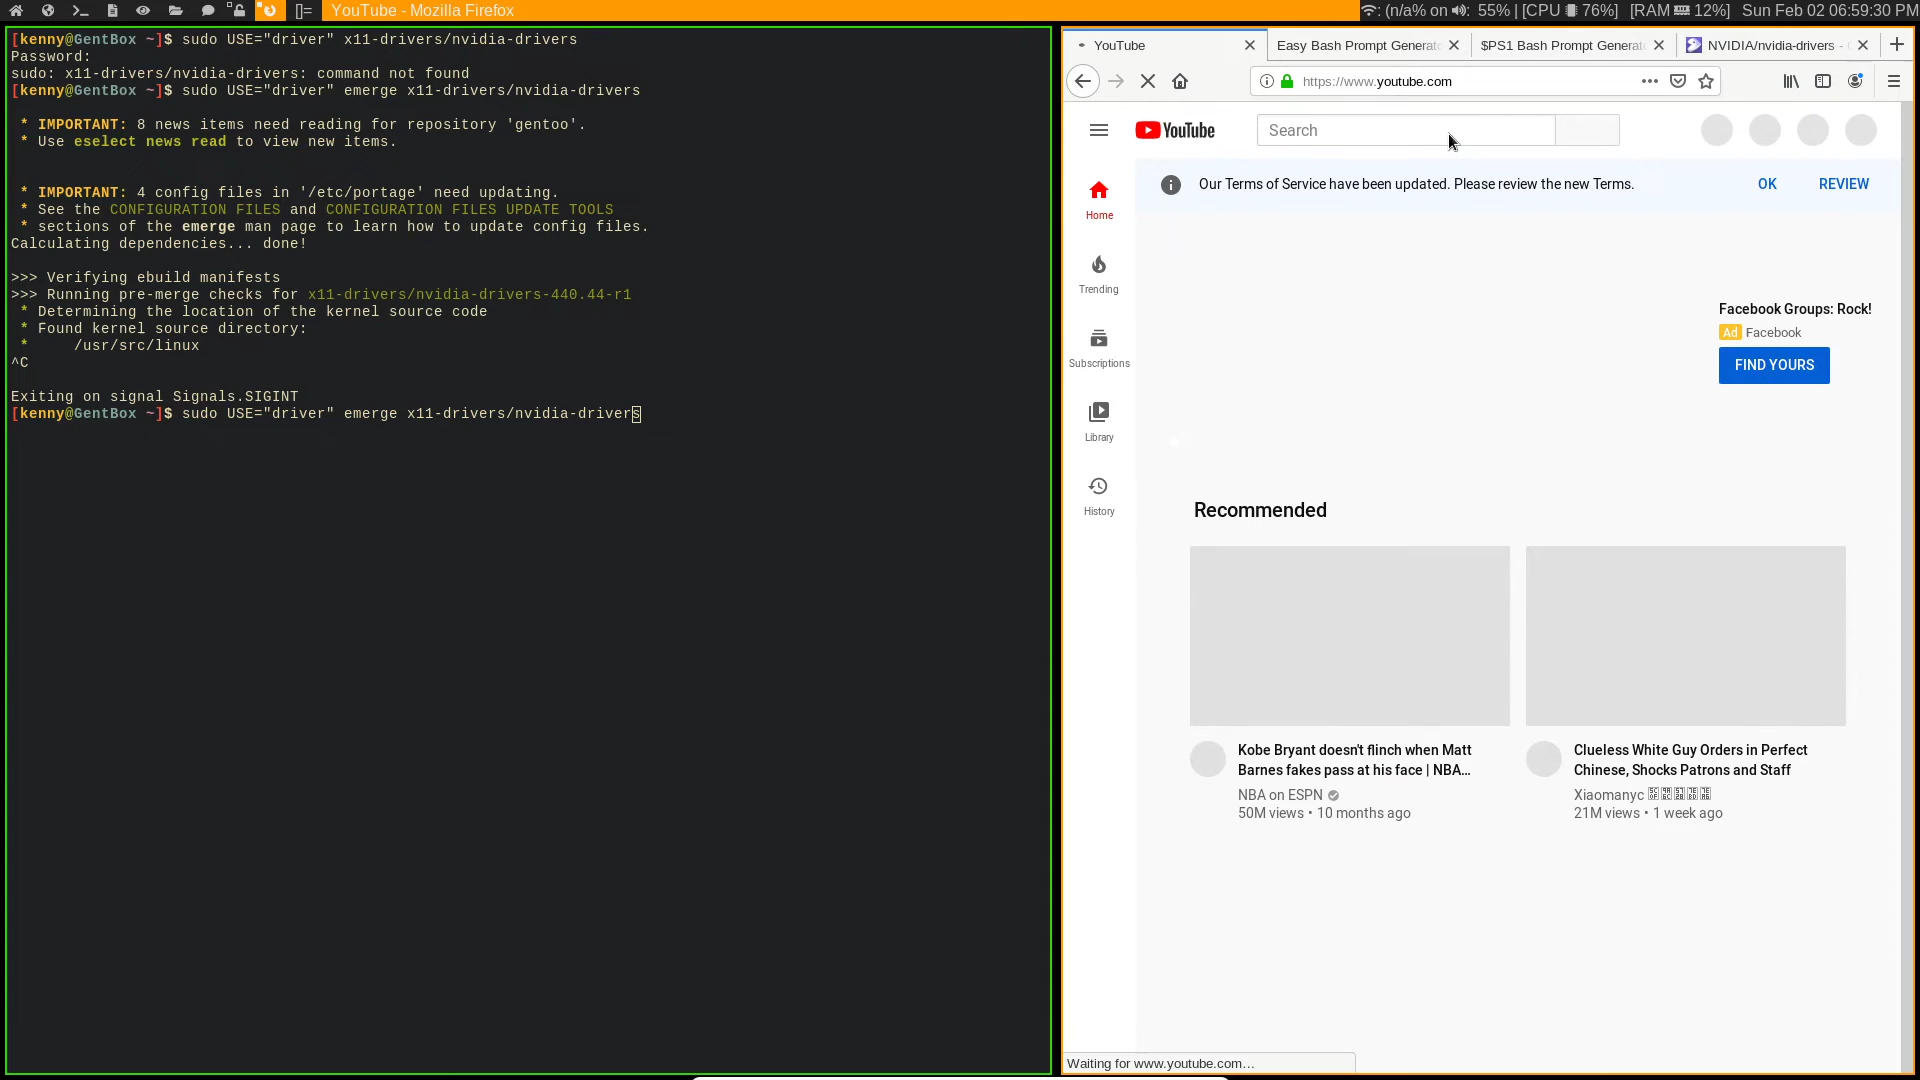 []= YouTube - Mozilla Firefox : (n/a% on : 55% | [CPU 76%] [RAM 12%] Sun Feb 02 06:59:30 PM
[kenny@GentBox ~]$ sudo USE="driver" x11-drivers/nvidia-drivers
Password:
sudo: x11-drivers/nvidia-drivers: command not found
[kenny@GentBox ~]$ sudo USE="driver" emerge x11-drivers/nvidia-drivers
* IMPORTANT: 8 news items need reading for repository 'gentoo'.
* Use eselect news read to view new items.
* IMPORTANT: 4 config files in '/etc/portage' need updating.
* See the CONFIGURATION FILES and CONFIGURATION FILES UPDATE TOOLS
* sections of the emerge man page to learn how to update config files.
Calculating dependencies... done!
>>> Verifying ebuild manifests
>>> Running pre-merge checks for x11-drivers/nvidia-drivers-440.44-r1
* Determining the location of the kernel source code
* Found kernel source directory:
* /usr/src/linux
^C
Exiting on signal Signals.SIGINT
[kenny@GentBox ~]$ sudo USE="driver" emerge x11-drivers/nvidia-drivers
YouTube Easy Bash Prompt Generato $PS1 Bash Prompt Generat NVIDIA/nvidia-drivers -
https://www.youtube.com
YouTube
Search
Our Terms of Service have been updated. Please review the new Terms. OK REVIEW
Home
Trending
Subscriptions
Library
History
Facebook Groups: Rock!
Ad Facebook
FIND YOURS
Recommended
Kobe Bryant doesn't flinch when Matt
Barnes fakes pass at his face | NBA...
NBA on ESPN
50M views • 10 months ago
Clueless White Guy Orders in Perfect
Chinese, Shocks Patrons and Staff
Xiaomanyc
21M views • 1 week ago
Waiting for www.youtube.com…